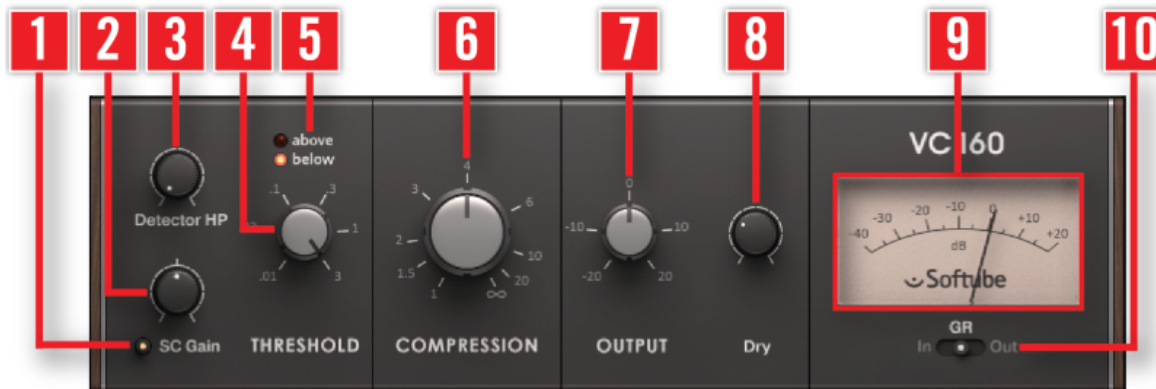 1 2 3 4 5 6 7 8 9 10
above
below
VC 160
Detector HP
.01 .1 .3 1 3
1 1.5 2 3 4 6 10 20 ∞
-20 -10 0 10 20
-40 -30 -20 -10 0 +10 +20
dB
Softube
SC Gain
THRESHOLD
COMPRESSION
OUTPUT
Dry
GR
In Out